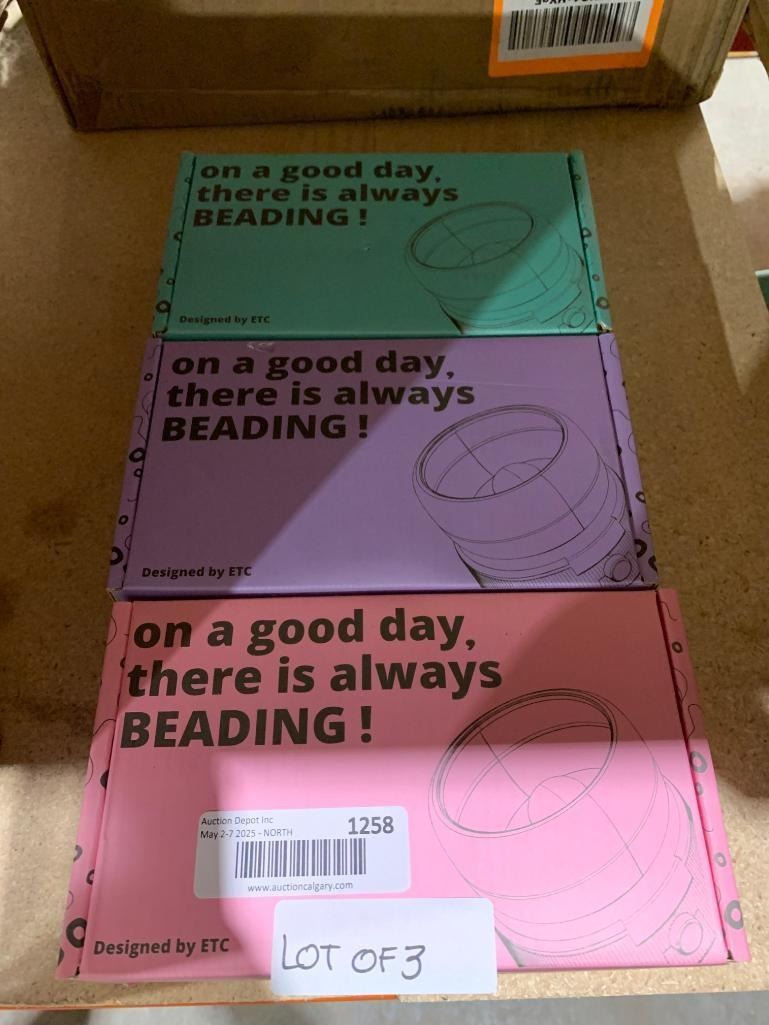 on a good day,
there is always
BEADING !
Designed by ETC
on a good day,
there is always
BEADING !
Designed by ETC
on a good day,
there is always
BEADING !
Auction Depot Inc
May 2-7 2025 - NORTH
1258
www.auctioncalgary.com
Designed by ETC
LOT OF 3